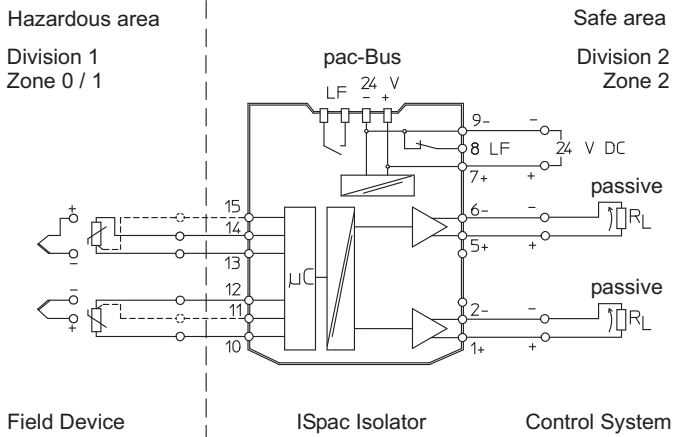 Hazardous area
Safe area
Division 1
Zone 0 / 1
pac-Bus
Division 2
Zone 2
LF 24 V
- +
9-
8 LF
7+
-
+
24 V DC
passive
+
-
15
14
13
6-
5+
-
+
RL
µC
passive
-
+
12
11
10
2-
1+
-
+
RL
Field Device
ISpac Isolator
Control System